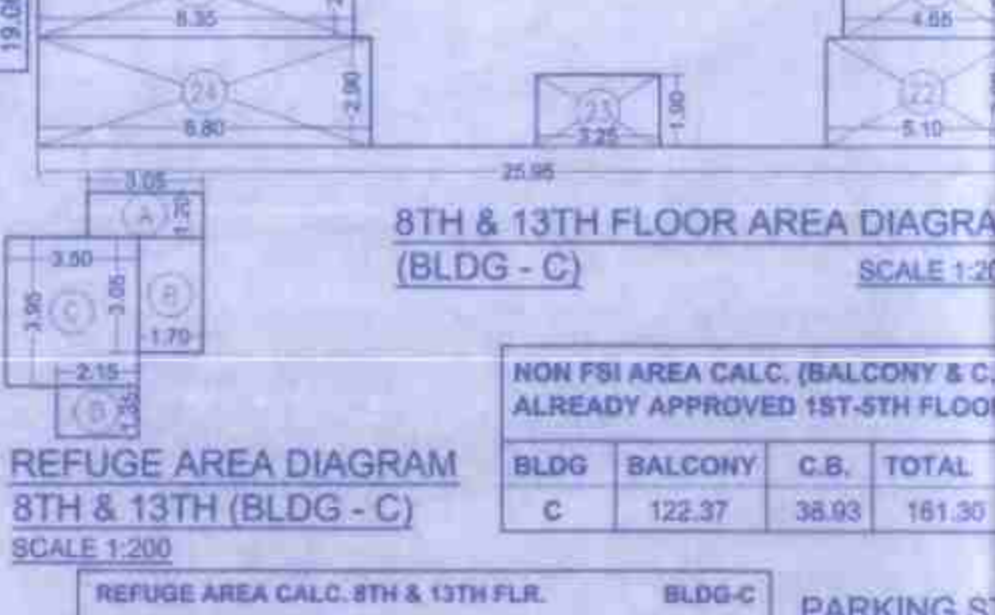 19.0
8.35
4.65
24
2.90
6.80
23
3.25
1.90
22
5.10
25.95
3.05
A
1.20
8TH & 13TH FLOOR AREA DIAGRA
(BLDG - C)
SCALE 1:20
3.50
3.95
C
3.05
B
1.70
2.15
1.35
NON FSI AREA CALC. (BALCONY & C.
ALREADY APPROVED 1ST-5TH FLOO
REFUGE AREA DIAGRAM
8TH & 13TH (BLDG - C)
SCALE 1:200
BLDG BALCONY C.B. TOTAL
C 122.37 38.93 161.30
REFUGE AREA CALC. 8TH & 13TH FLR. BLDG-C
PARKING ST